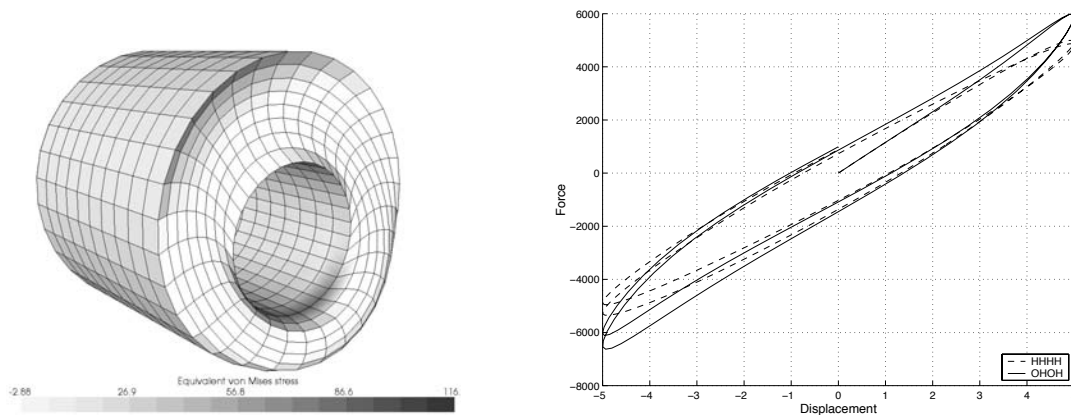 Equivalent von Mises stress
-2.88 26.9 56.8 86.6 116.
6000
4000
2000
0
−2000
−4000
−6000
−8000
Force
−5 −4 −3 −2 −1 0 1 2 3 4
Displacement
HHHH
OHOH